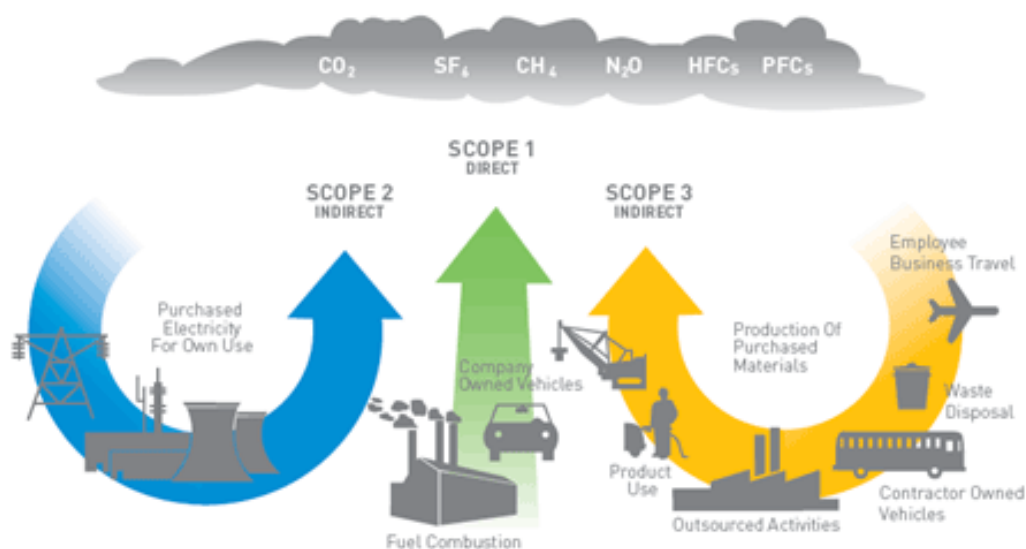 CO₂ SF₆ CH₄ N₂O HFCs PFCs
SCOPE 1
DIRECT
SCOPE 2
INDIRECT
SCOPE 3
INDIRECT
Purchased
Electricity
For Own Use
Company
Owned Vehicles
Fuel Combustion
Production Of
Purchased
Materials
Employee
Business Travel
Waste
Disposal
Contractor Owned
Vehicles
Outsourced Activities
Product
Use